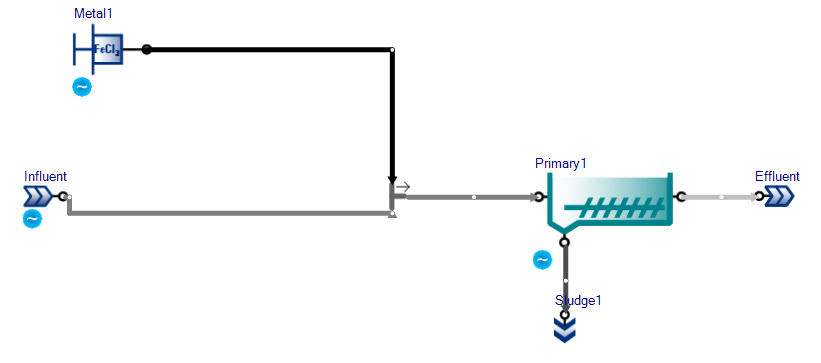 Metal1
FeCl3
Influent
Primary1
Effluent
Sludge1